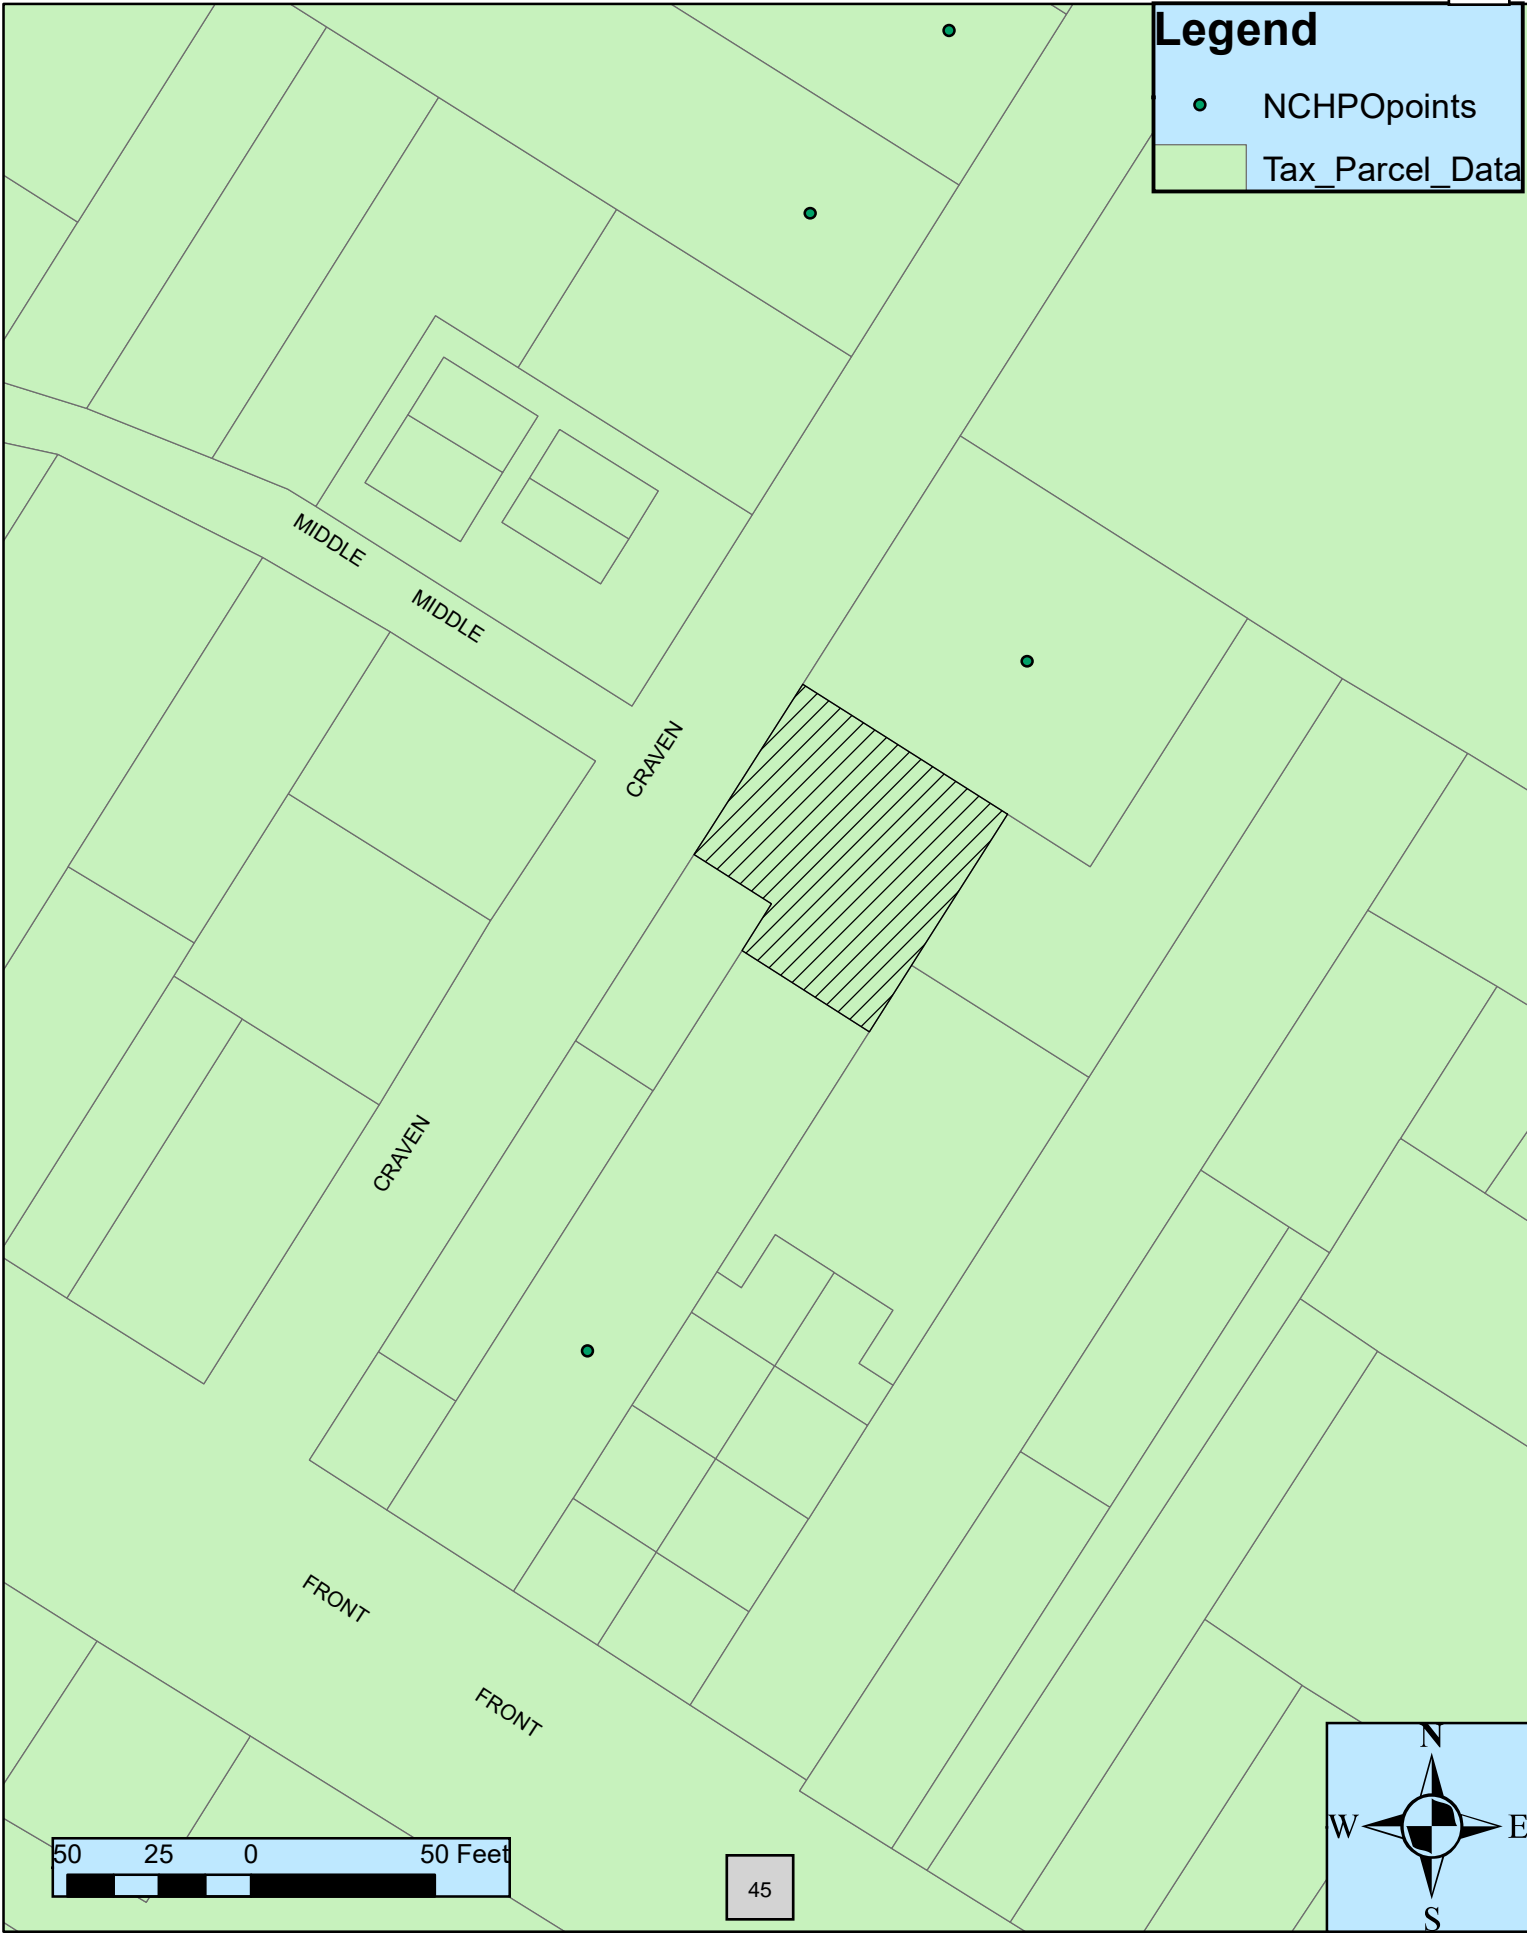 Legend
NCHPOpoints
Tax_Parcel_Data
MIDDLE
MIDDLE
CRAVEN
CRAVEN
FRONT
FRONT
N
W E
S
50 25 0 50 Feet
45